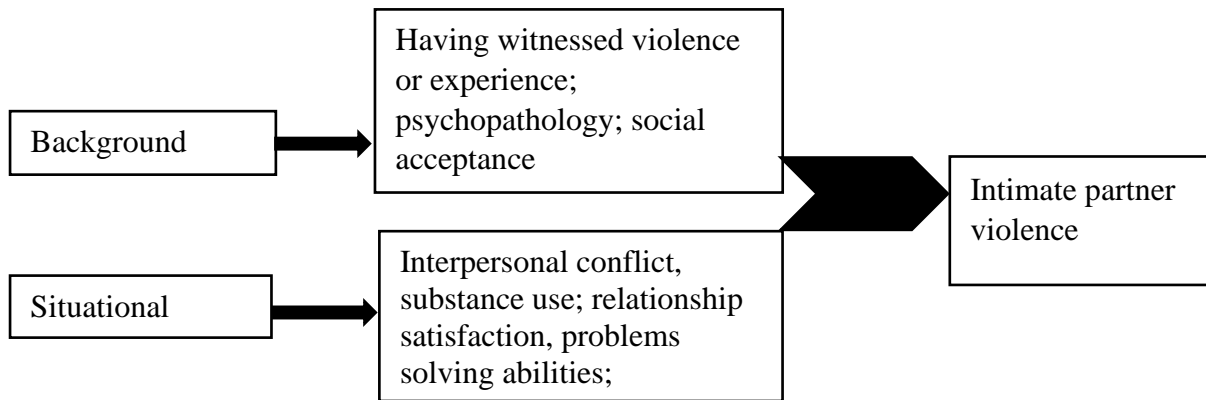 Background
Having witnessed violence
or experience;
psychopathology; social
acceptance
Situational
Interpersonal conflict,
substance use; relationship
satisfaction, problems
solving abilities;
Intimate partner
violence